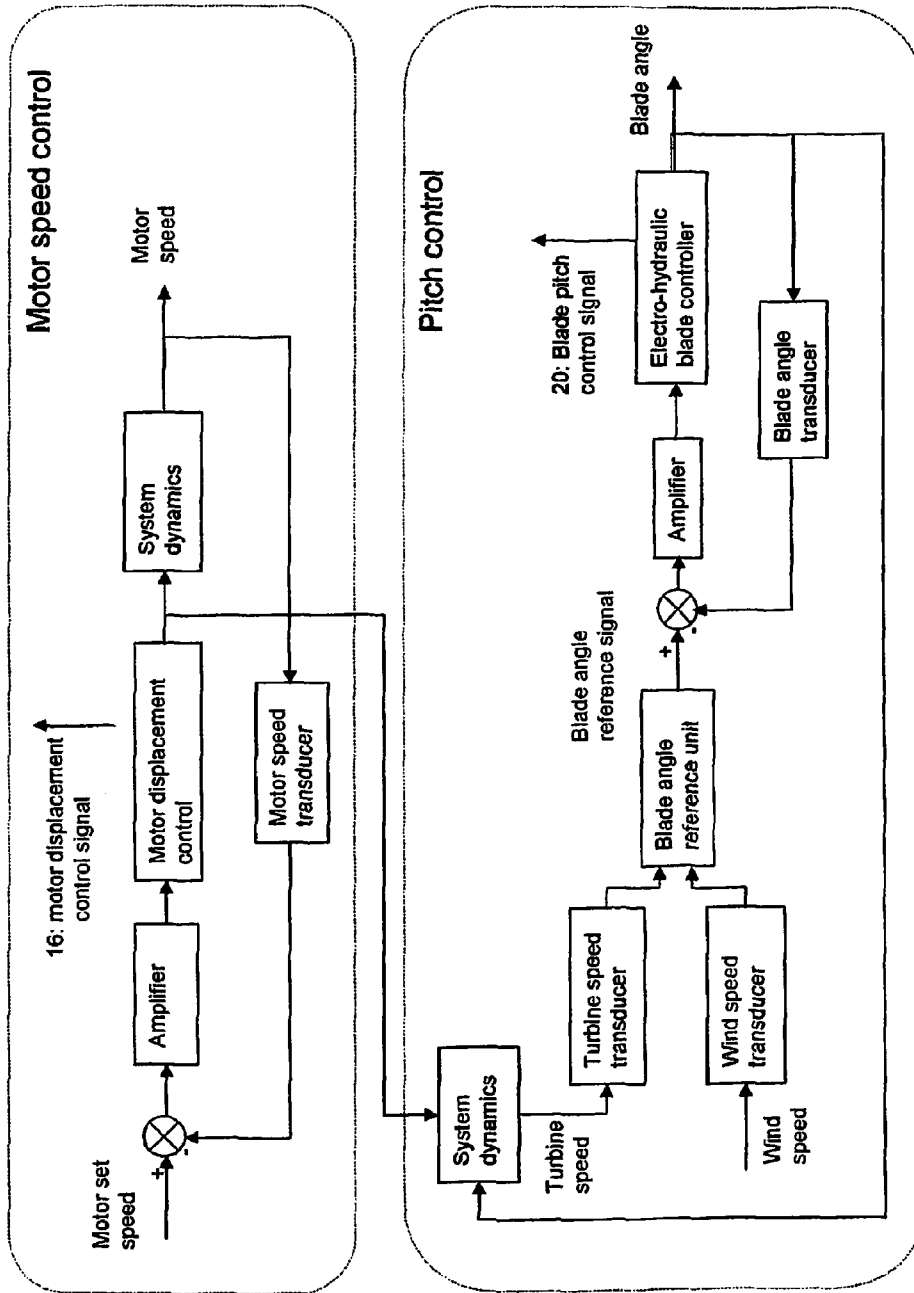 Motor speed control
16: motor displacement
control signal
Motor set
speed
+
-
Amplifier
Motor displacement
control
System
dynamics
Motor
speed
Motor speed
transducer
Pitch control
System
dynamics
Turbine
speed
Turbine speed
transducer
Wind
speed
Wind speed
transducer
Blade angle
reference unit
Blade angle
reference signal
+
-
Amplifier
20: Blade pitch
control signal
Electro-hydraulic
blade controller
Blade angle
Blade angle
transducer